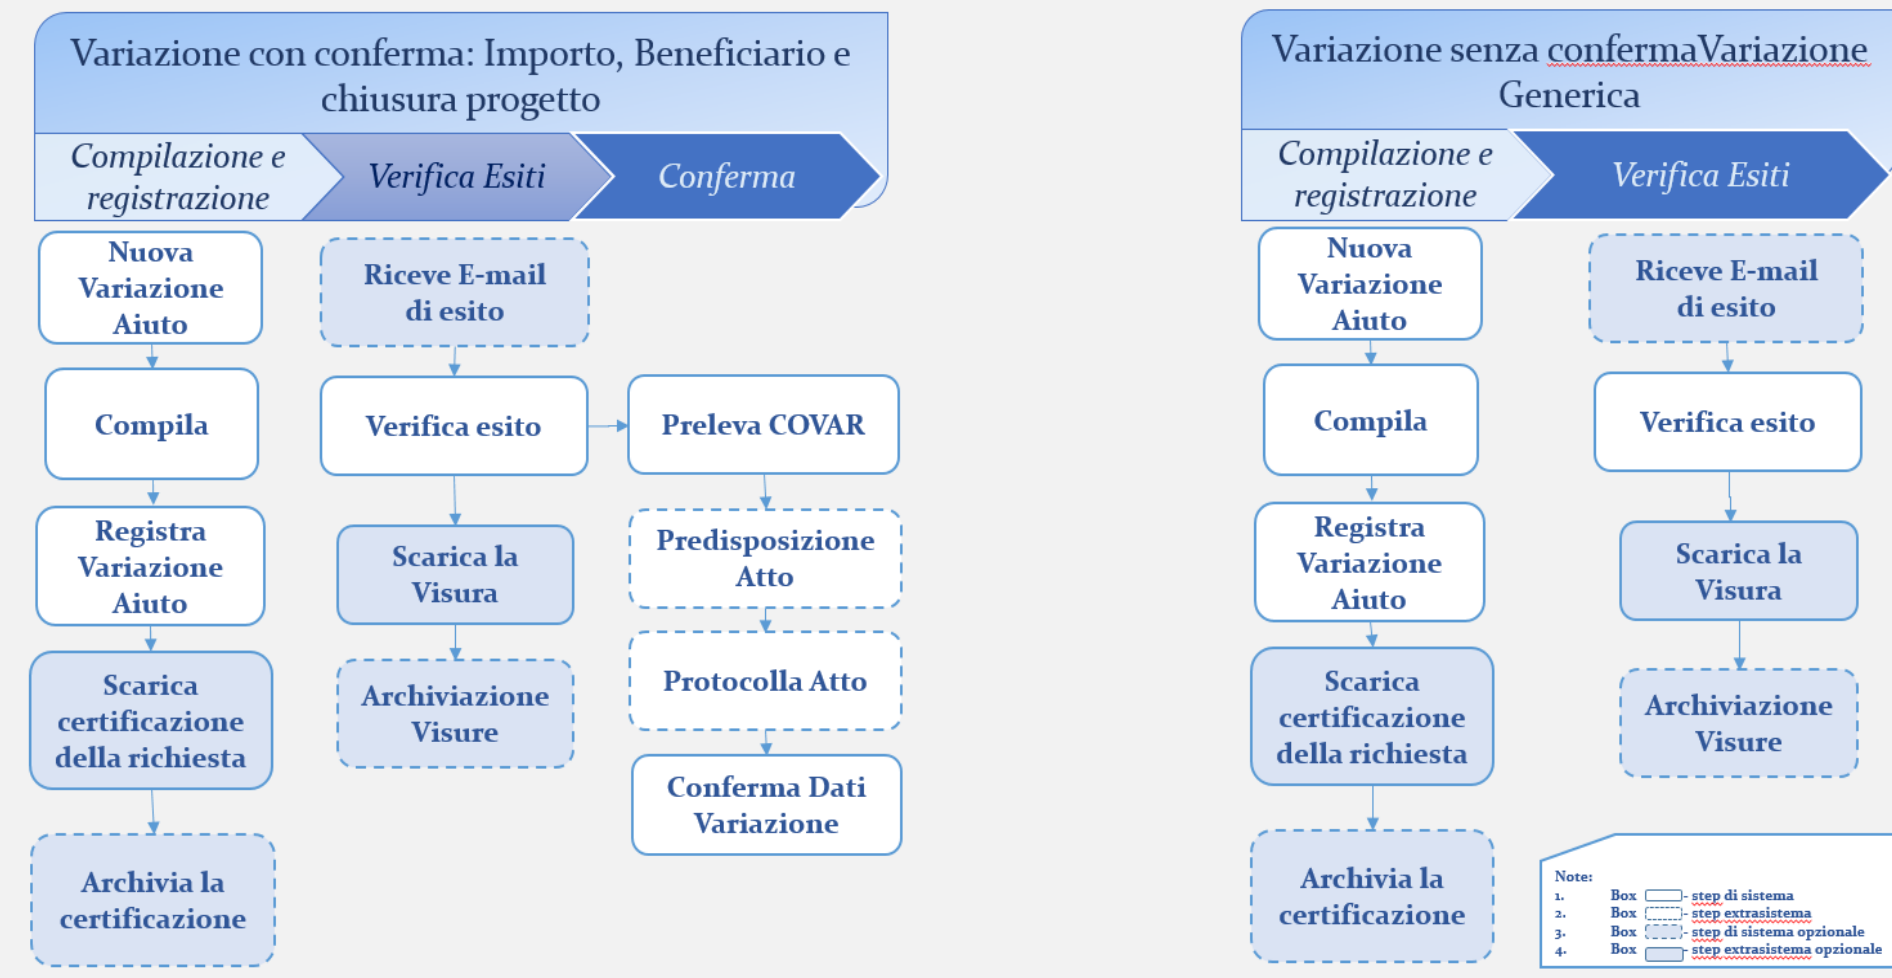 Variazione con conferma: Importo, Beneficiario e
chiusura progetto
Compilazione e
registrazione
Verifica Esiti
Conferma
Nuova
Variazione
Aiuto
Compila
Registra
Variazione
Aiuto
Scarica
certificazione
della richiesta
Archivia la
certificazione
Riceve E-mail
di esito
Verifica esito
Scarica la
Visura
Archiviazione
Visure
Preleva COVAR
Predisposizione
Atto
Protocolla Atto
Conferma Dati
Variazione
Variazione senza confermaVariazione
Generica
Compilazione e
registrazione
Verifica Esiti
Nuova
Variazione
Aiuto
Compila
Registra
Variazione
Aiuto
Scarica
certificazione
della richiesta
Archivia la
certificazione
Riceve E-mail
di esito
Verifica esito
Scarica la
Visura
Archiviazione
Visure
Note:
1. Box - step di sistema
2. Box - step extrasistema
3. Box - step di sistema opzionale
4. Box - step extrasistema opzionale